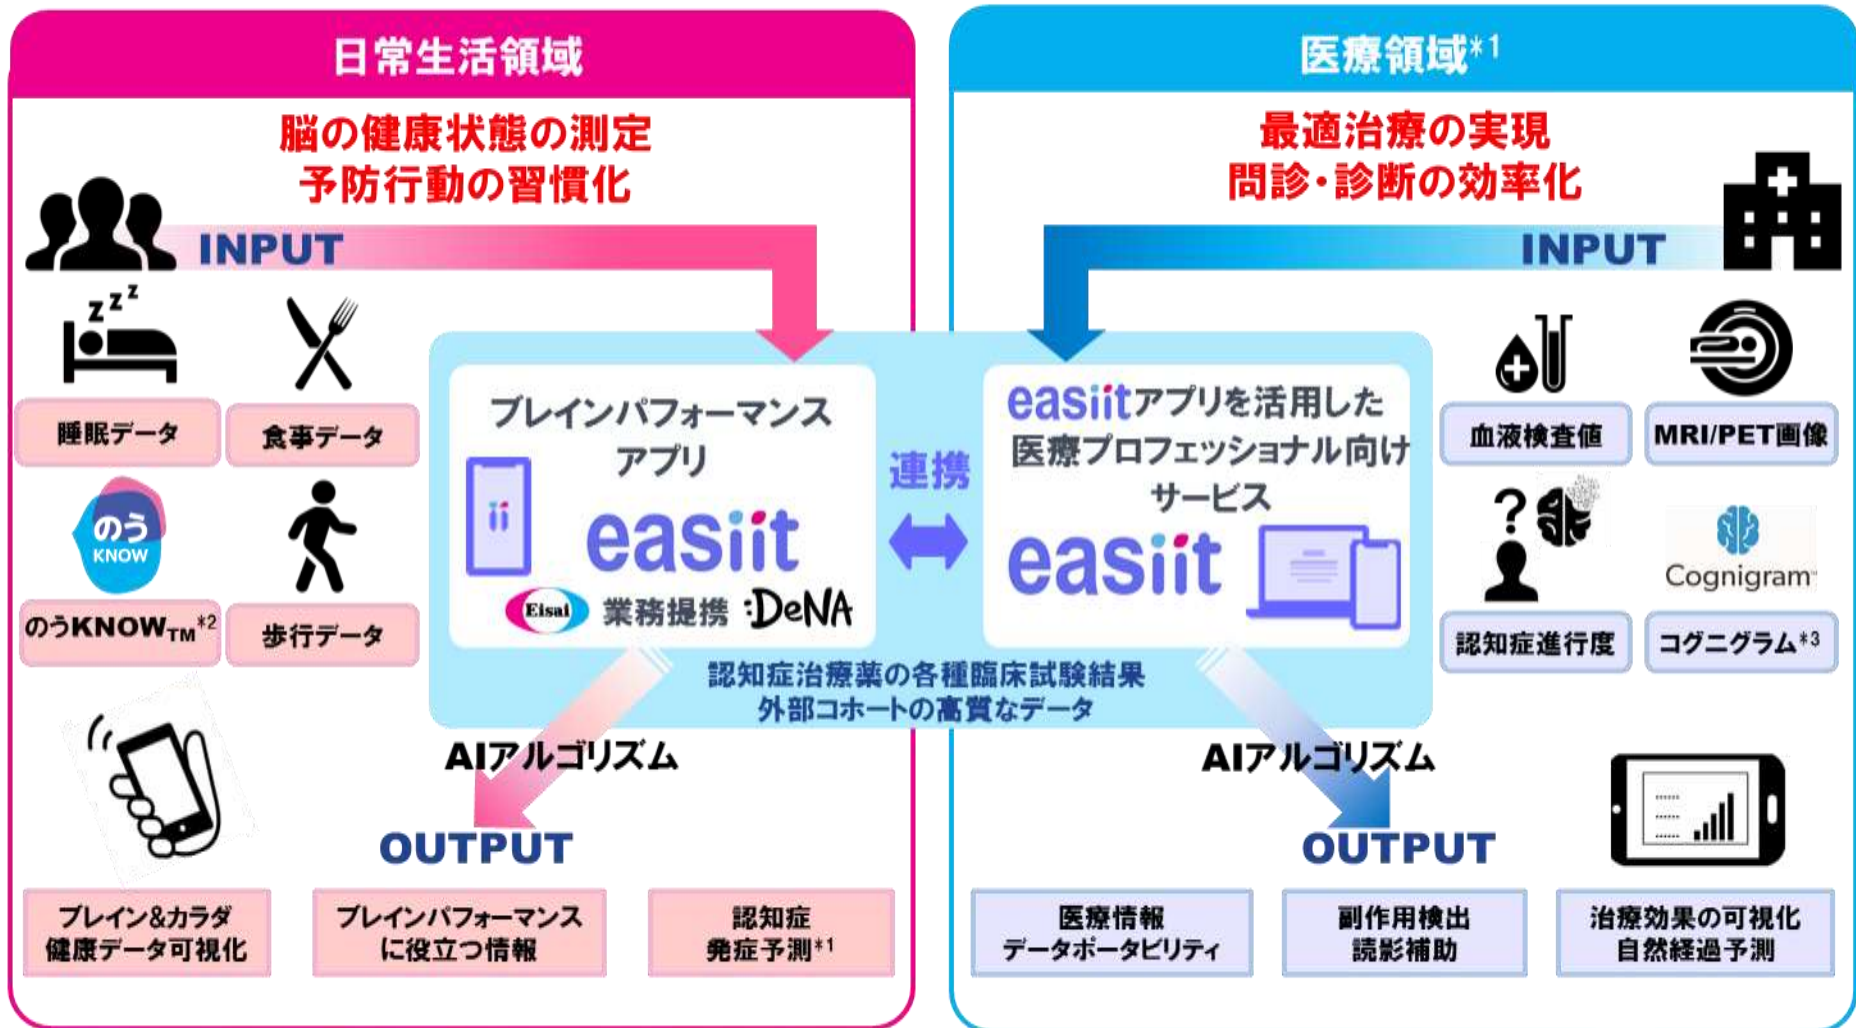 日常生活領域
脳の健康状態の測定
予防行動の習慣化
INPUT
zzz
睡眠データ
食事データ
のう
KNOW
のうKNOWTM*2
歩行データ
ブレインパフォーマンス
アプリ
easiit
Eisai 業務提携 :DeNA
連携
医療領域*1
最適治療の実現
問診・診断の効率化
INPUT
easiitアプリを活用した
医療プロフェッショナル向け
サービス
easiit
血液検査値
MRI/PET画像
?
Cognigram™
認知症進行度
コグニグラム*3
認知症治療薬の各種臨床試験結果
外部コホートの高質なデータ
AIアルゴリズム
OUTPUT
ブレイン&カラダ
健康データ可視化
ブレインパフォーマンス
に役立つ情報
認知症
発症予測*1
AIアルゴリズム
OUTPUT
医療情報
データポータビリティ
副作用検出
読影補助
治療効果の可視化
自然経過予測